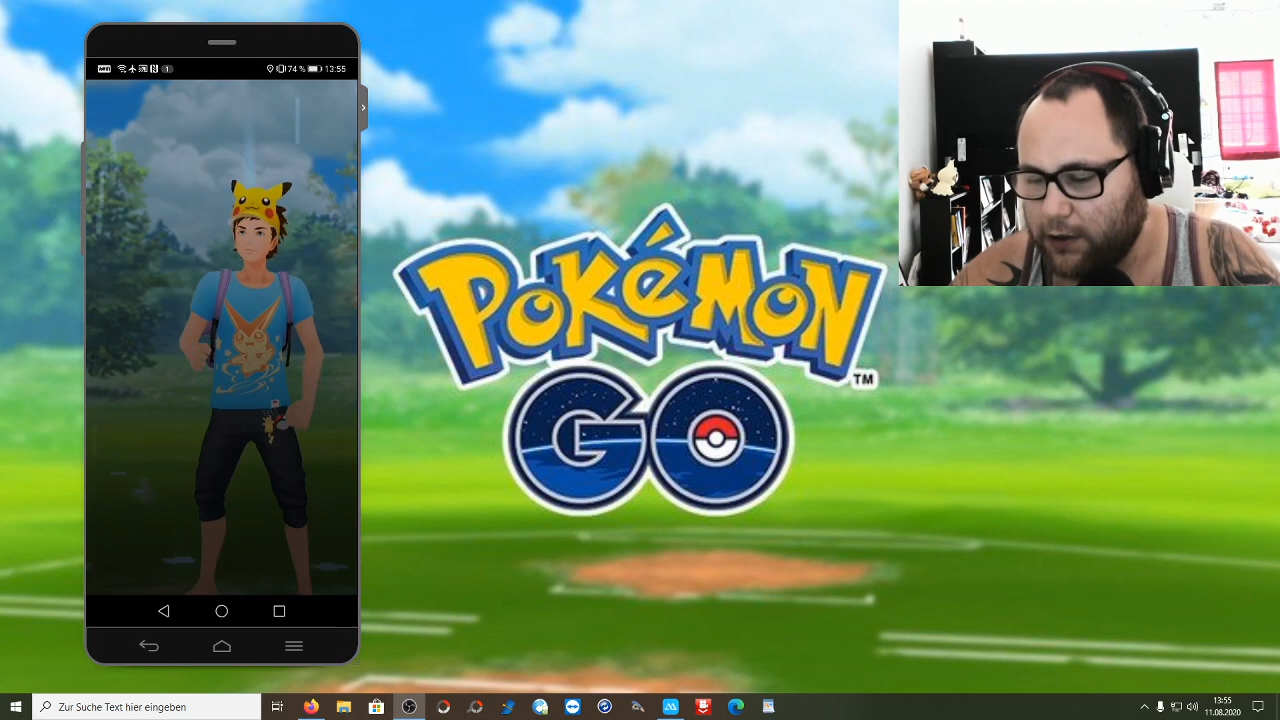 74 %
13:55
POKéMON
TM
GO
Zur Suche Text hier eingeben
13:55
11.08.2020